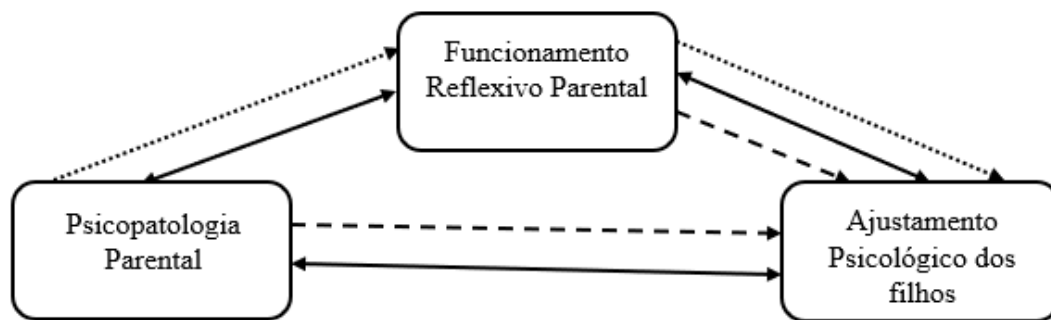 Funcionamento
Reflexivo Parental
Psicopatologia
Parental
Ajustamento
Psicológico dos
filhos